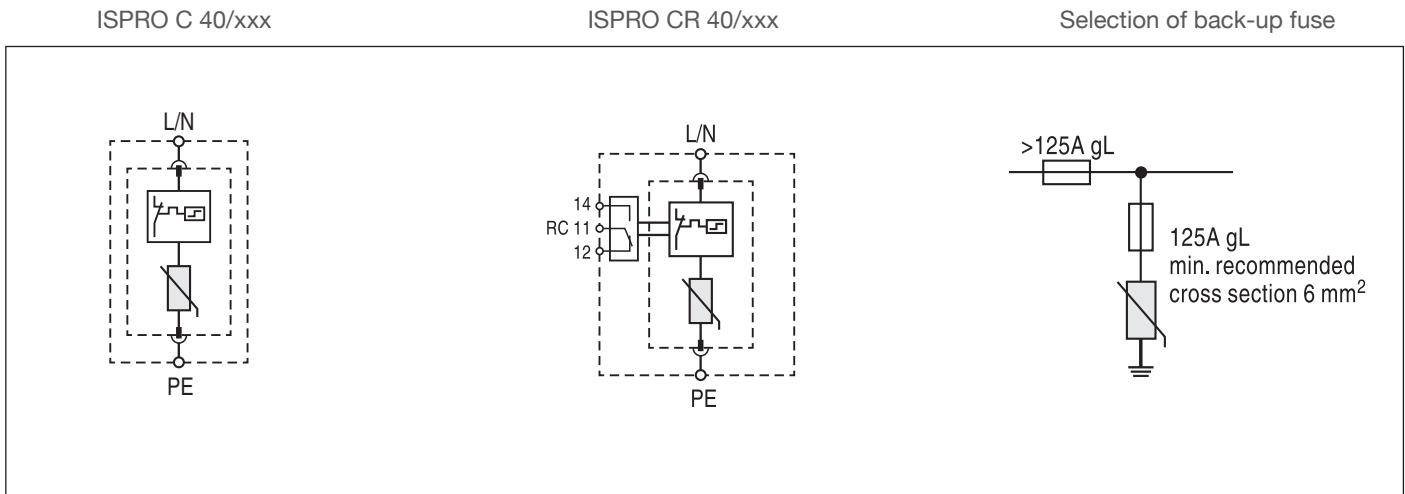 ISPRO C 40/xxx
ISPRO CR 40/xxx
Selection of back-up fuse
L/N
PE
L/N
14
RC 11
12
PE
>125A gL
125A gL
min. recommended
cross section 6 mm²